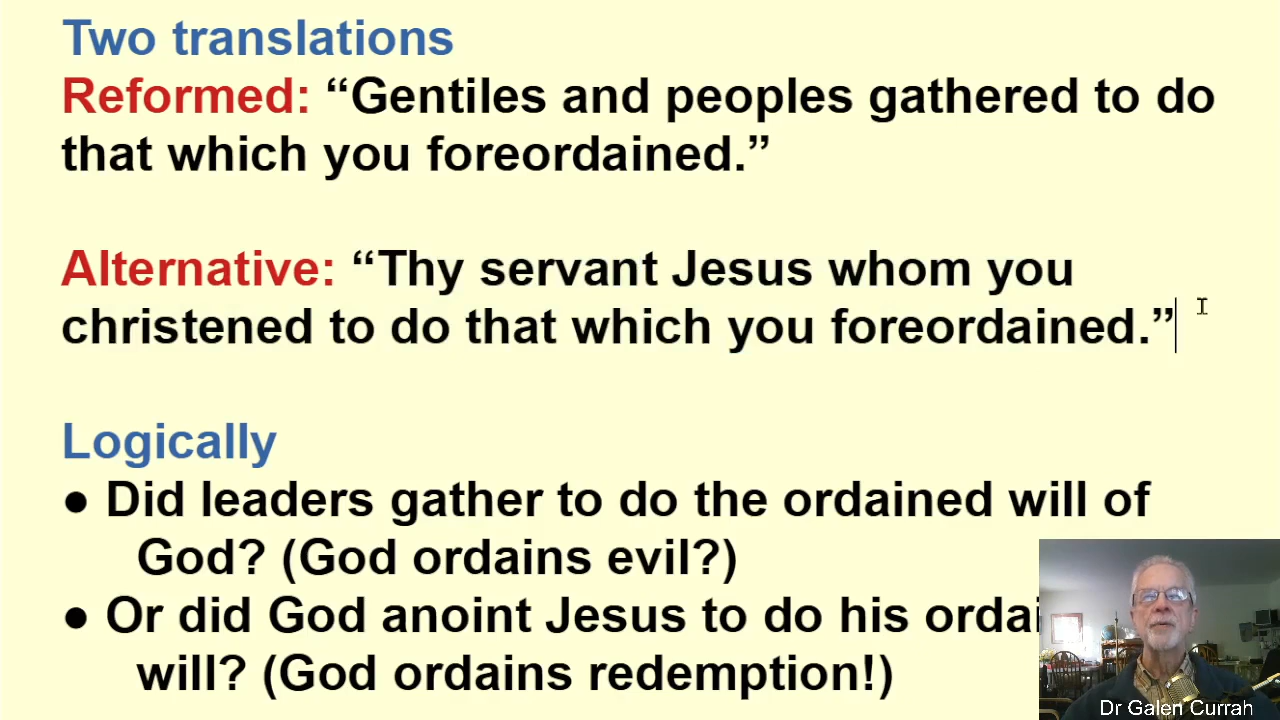 Two translations
Reformed: “Gentiles and peoples gathered to do
that which you foreordained.”
Alternative: “Thy servant Jesus whom you
christened to do that which you foreordained.”
Logically
● Did leaders gather to do the ordained will of
God? (God ordains evil?)
● Or did God anoint Jesus to do his ordai
will? (God ordains redemption!)
Dr Galen Currah